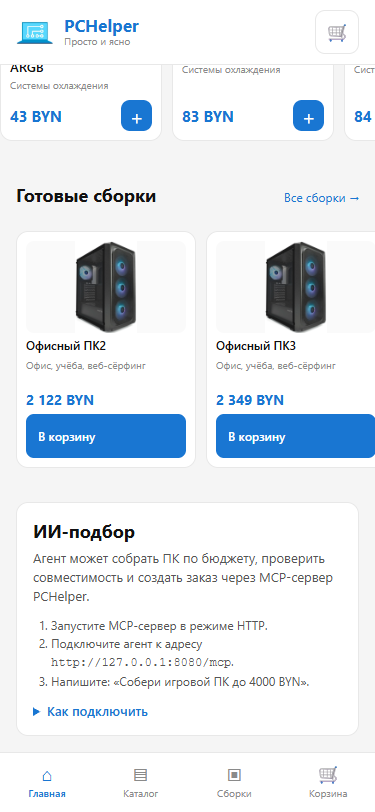 PCHelper
Просто и ясно
ARGB
Системы охлаждения
Системы охлаждения
43 BYN
+
83 BYN
+
84
Готовые сборки
Все сборки →
Офисный ПК2
Офис, учёба, веб-сёрфинг
2 122 BYN
В корзину
Офисный ПК3
Офис, учёба, веб-сёрфинг
2 349 BYN
В корзину
ИИ-подбор
Агент может собрать ПК по бюджету, проверить
совместимость и создать заказ через MCP-сервер
PCHelper.
1. Запустите MCP-сервер в режиме HTTP.
2. Подключите агент к адресу
http://127.0.0.1:8080/mcp.
3. Напишите: «Собери игровой ПК до 4000 BYN».
▶ Как подключить
Главная
Каталог
Сборки
Корзина